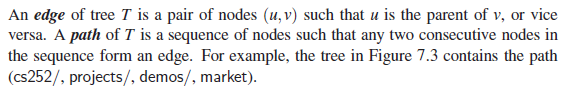 An edge of tree T is a pair of nodes (u,v) such that u is the parent of v, or vice
versa. A path of T is a sequence of nodes such that any two consecutive nodes in
the sequence form an edge. For example, the tree in Figure 7.3 contains the path
(cs252/, projects/, demos/, market).